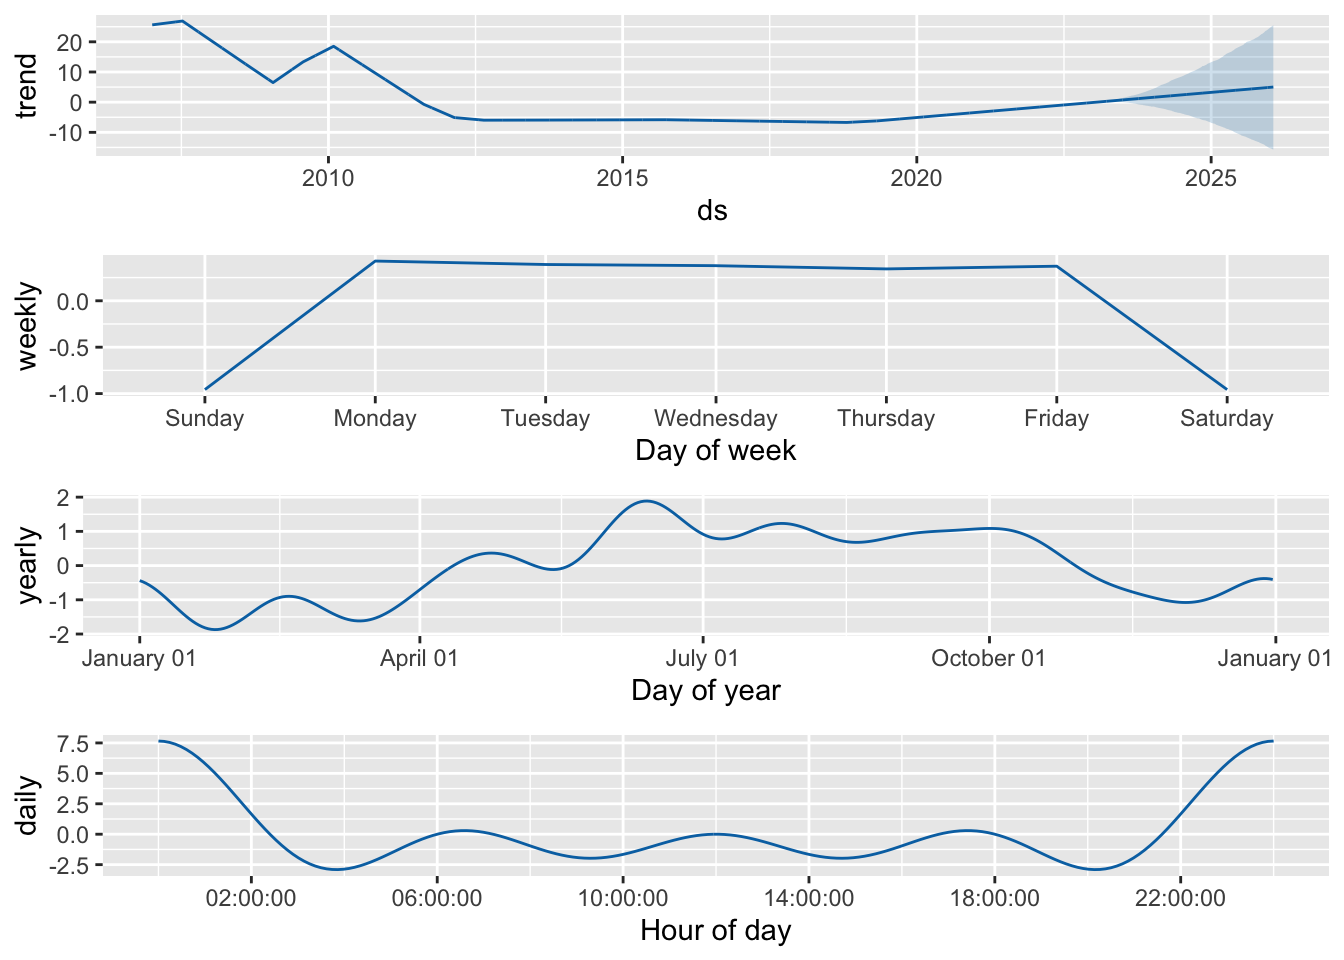 trend
20
10
0
-10
2010 2015 2020 2025
ds
weekly
0.0
-0.5
-1.0
Sunday Monday Tuesday Wednesday Thursday Friday Saturday
Day of week
yearly
2
1
0
-1
-2
January 01 April 01 July 01 October 01 January 01
Day of year
daily
7.5
5.0
2.5
0.0
-2.5
02:00:00 06:00:00 10:00:00 14:00:00 18:00:00 22:00:00
Hour of day